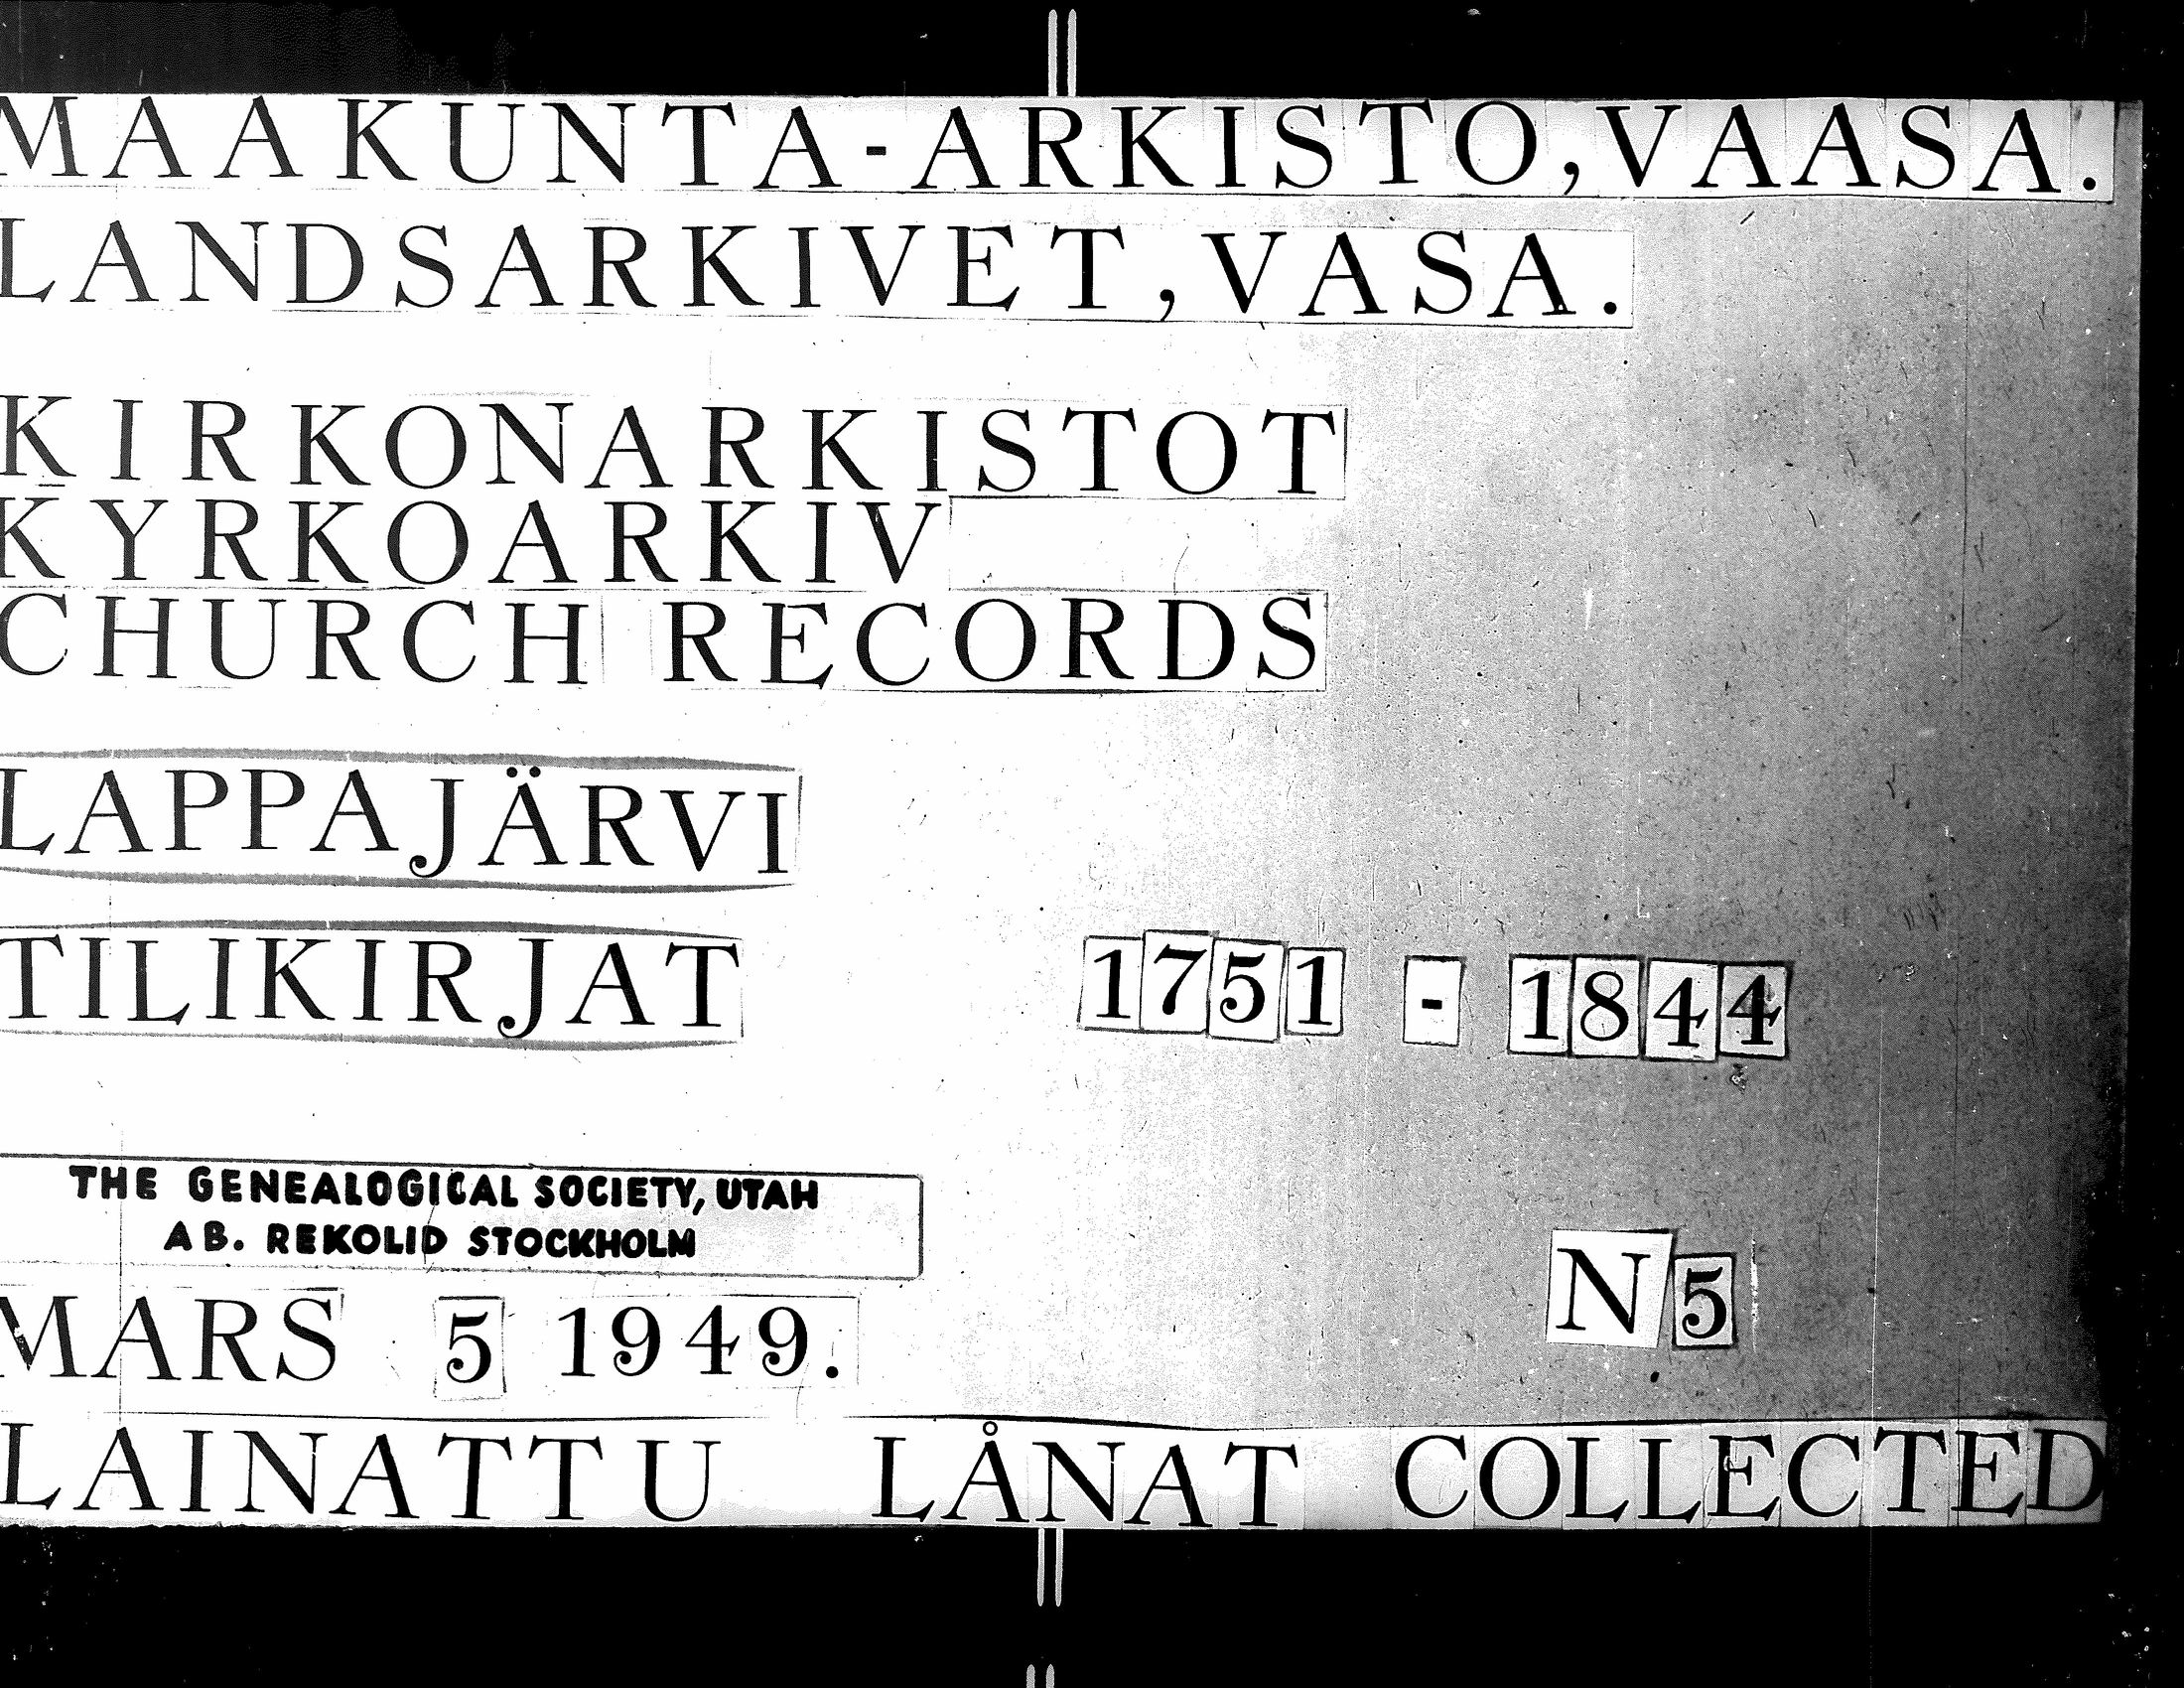 MAAKUNTA-ARKISTO, VAASA.
LANDSARKIVET, VASA.
KIRKONARKISTOT
KYRKOARKIV
CHURCH RECORDS
LAPPAJÄRVI
TILIKIRJAT 1751 - 1844
THE GENEALOGICAL SOCIETY, UTAH
AB. REKOLID STOCKHOLM
N 5
MARS 5 1949.
LAINATTU LÅNAT COLLECTED